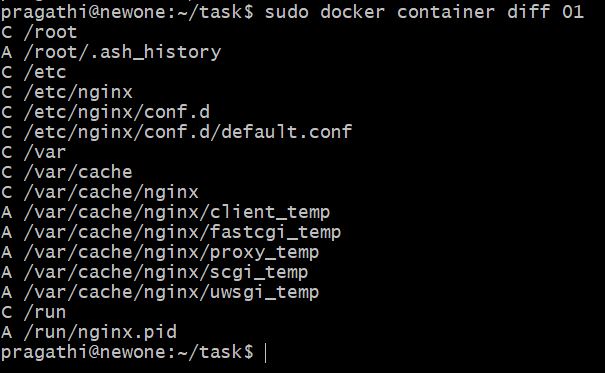 pragathi@newone:~/task$ sudo docker container diff 01
C /root
A /root/.ash_history
C /etc
C /etc/nginx
C /etc/nginx/conf.d
C /etc/nginx/conf.d/default.conf
C /var
C /var/cache
C /var/cache/nginx
A /var/cache/nginx/client_temp
A /var/cache/nginx/fastcgi_temp
A /var/cache/nginx/proxy_temp
A /var/cache/nginx/scgi_temp
A /var/cache/nginx/uwsgi_temp
C /run
A /run/nginx.pid
pragathi@newone:~/task$